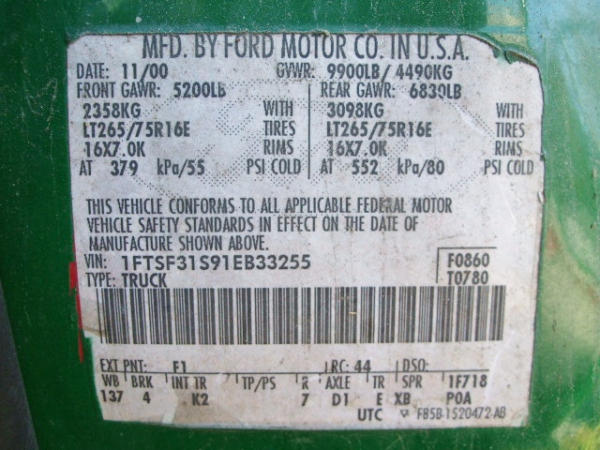 MFD. BY FORD MOTOR CO. IN U.S.A.
DATE: 11/00 GVWR: 9900LB/ 4490KG
FRONT GAWR: 5200LB REAR GAWR: 6830LB
2358KG WITH 3098KG WITH
LT265/75R16E TIRES LT265/75R16E TIRES
16X7.0K RIMS 16X7.0K RIMS
AT 379 kPa/55 PSI COLD AT 552 kPa/80 PSI COLD
THIS VEHICLE CONFORMS TO ALL APPLICABLE FEDERAL MOTOR
VEHICLE SAFETY STANDARDS IN EFFECT ON THE DATE OF
MANUFACTURE SHOWN ABOVE
VIN: 1FTSF31S91EB33255 F0860
TYPE: TRUCK T0780
EXT PNT: F1 RC: 44 DSO:
WB BRK INT TR TP/PS R AXLE TR SPR 1F718
137 4 K2 7 D1 E XB POA
UTC F85B-1520472-AB